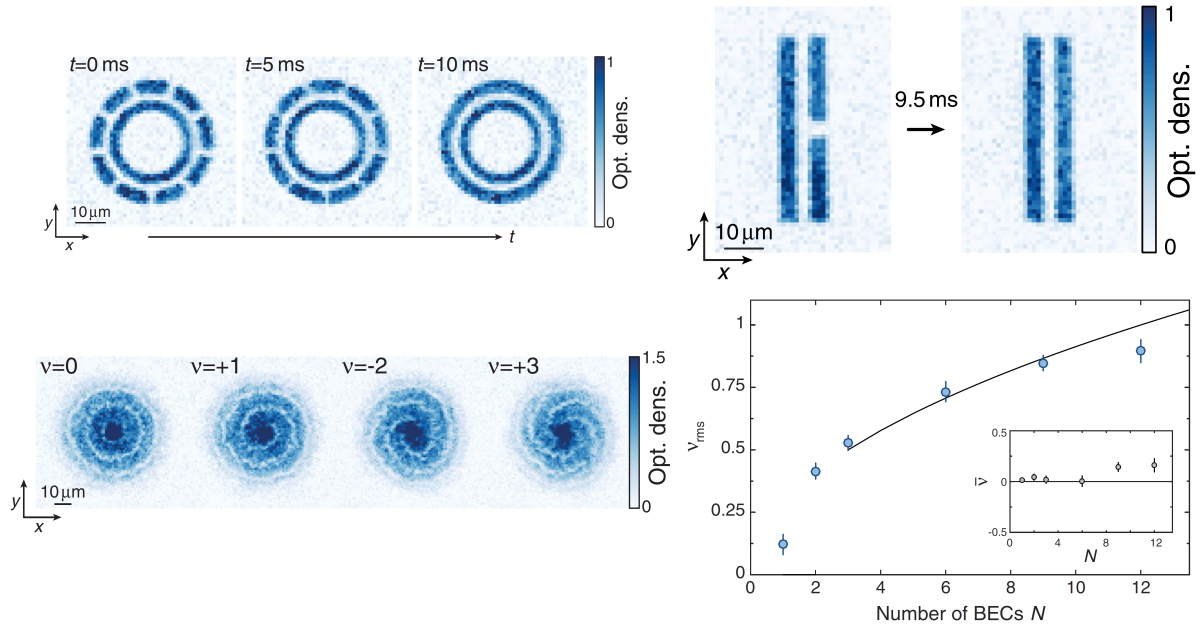 t=0 ms
t=5 ms
t=10 ms
1
0
Opt. dens.
10 μm
y
x
t
9.5 ms
1
0
Opt. dens.
10 μm
y
x
ν=0
ν=+1
ν=-2
ν=+3
1.5
0
Opt. dens.
10 μm
y
x
1
0.75
0.5
0.25
0
νrms
0 2 4 6 8 10 12
Number of BECs N
0.5
0
-0.5
ν̄
0 4 8 12
N